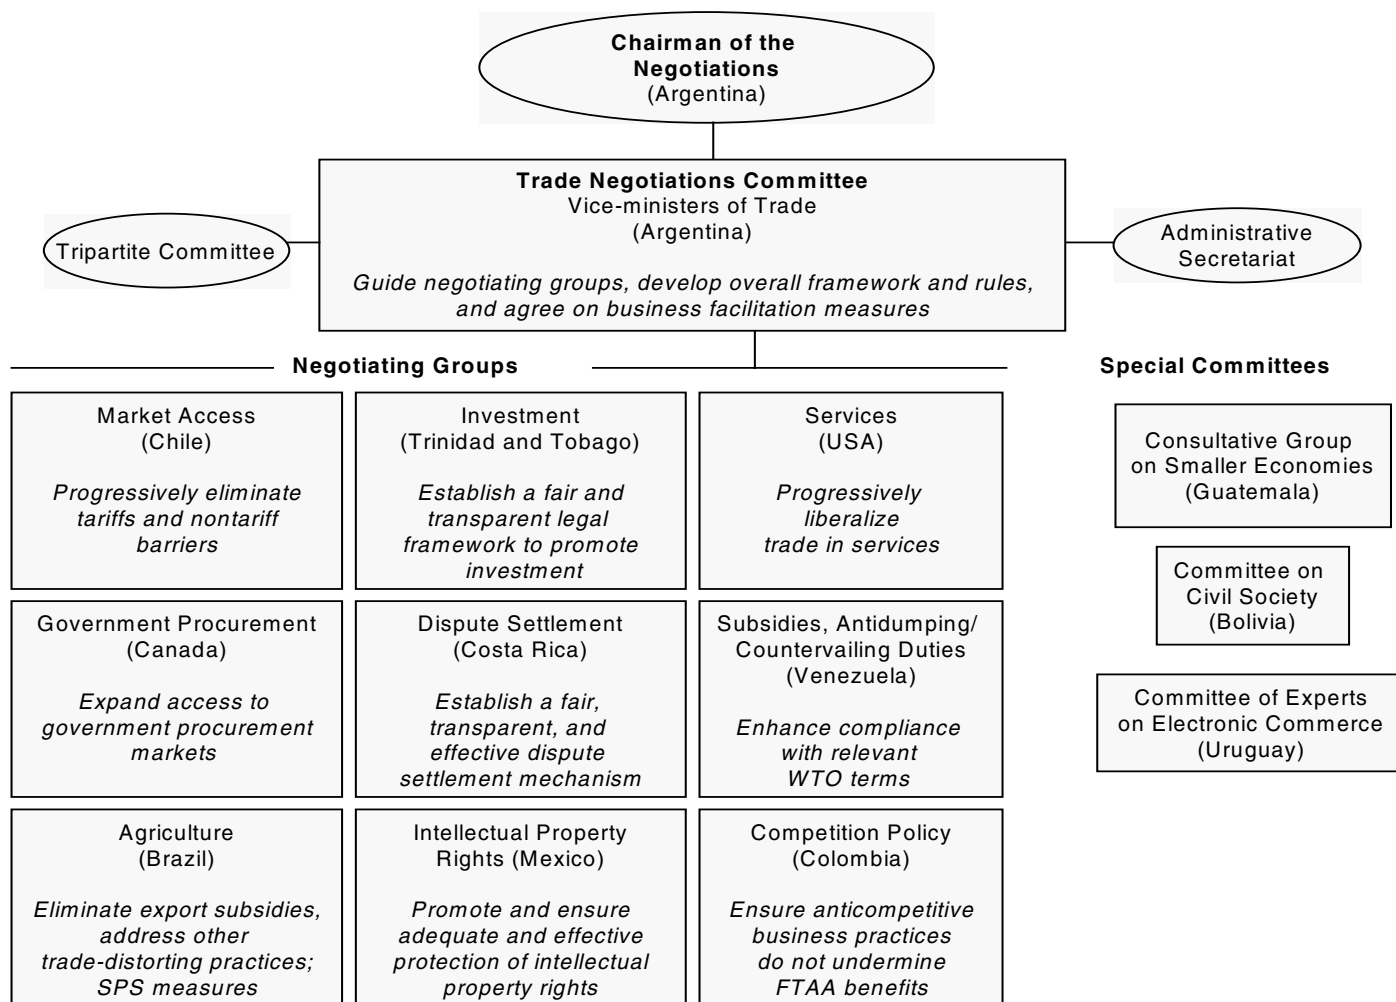 Chairman of the
Negotiations
(Argentina)
Trade Negotiations Committee
Vice-ministers of Trade
(Argentina)
Guide negotiating groups, develop overall framework and rules,
and agree on business facilitation measures
Tripartite Committee
Administrative
Secretariat
Negotiating Groups
Market Access
(Chile)
Progressively eliminate
tariffs and nontariff
barriers
Investment
(Trinidad and Tobago)
Establish a fair and
transparent legal
framework to promote
investment
Services
(USA)
Progressively
liberalize
trade in services
Government Procurement
(Canada)
Expand access to
government procurement
markets
Dispute Settlement
(Costa Rica)
Establish a fair,
transparent, and
effective dispute
settlement mechanism
Subsidies, Antidumping/
Countervailing Duties
(Venezuela)
Enhance compliance
with relevant
WTO terms
Agriculture
(Brazil)
Eliminate export subsidies,
address other
trade-distorting practices;
SPS measures
Intellectual Property
Rights (Mexico)
Promote and ensure
adequate and effective
protection of intellectual
property rights
Competition Policy
(Colombia)
Ensure anticompetitive
business practices
do not undermine
FTAA benefits
Special Committees
Consultative Group
on Smaller Economies
(Guatemala)
Committee on
Civil Society
(Bolivia)
Committee of Experts
on Electronic Commerce
(Uruguay)